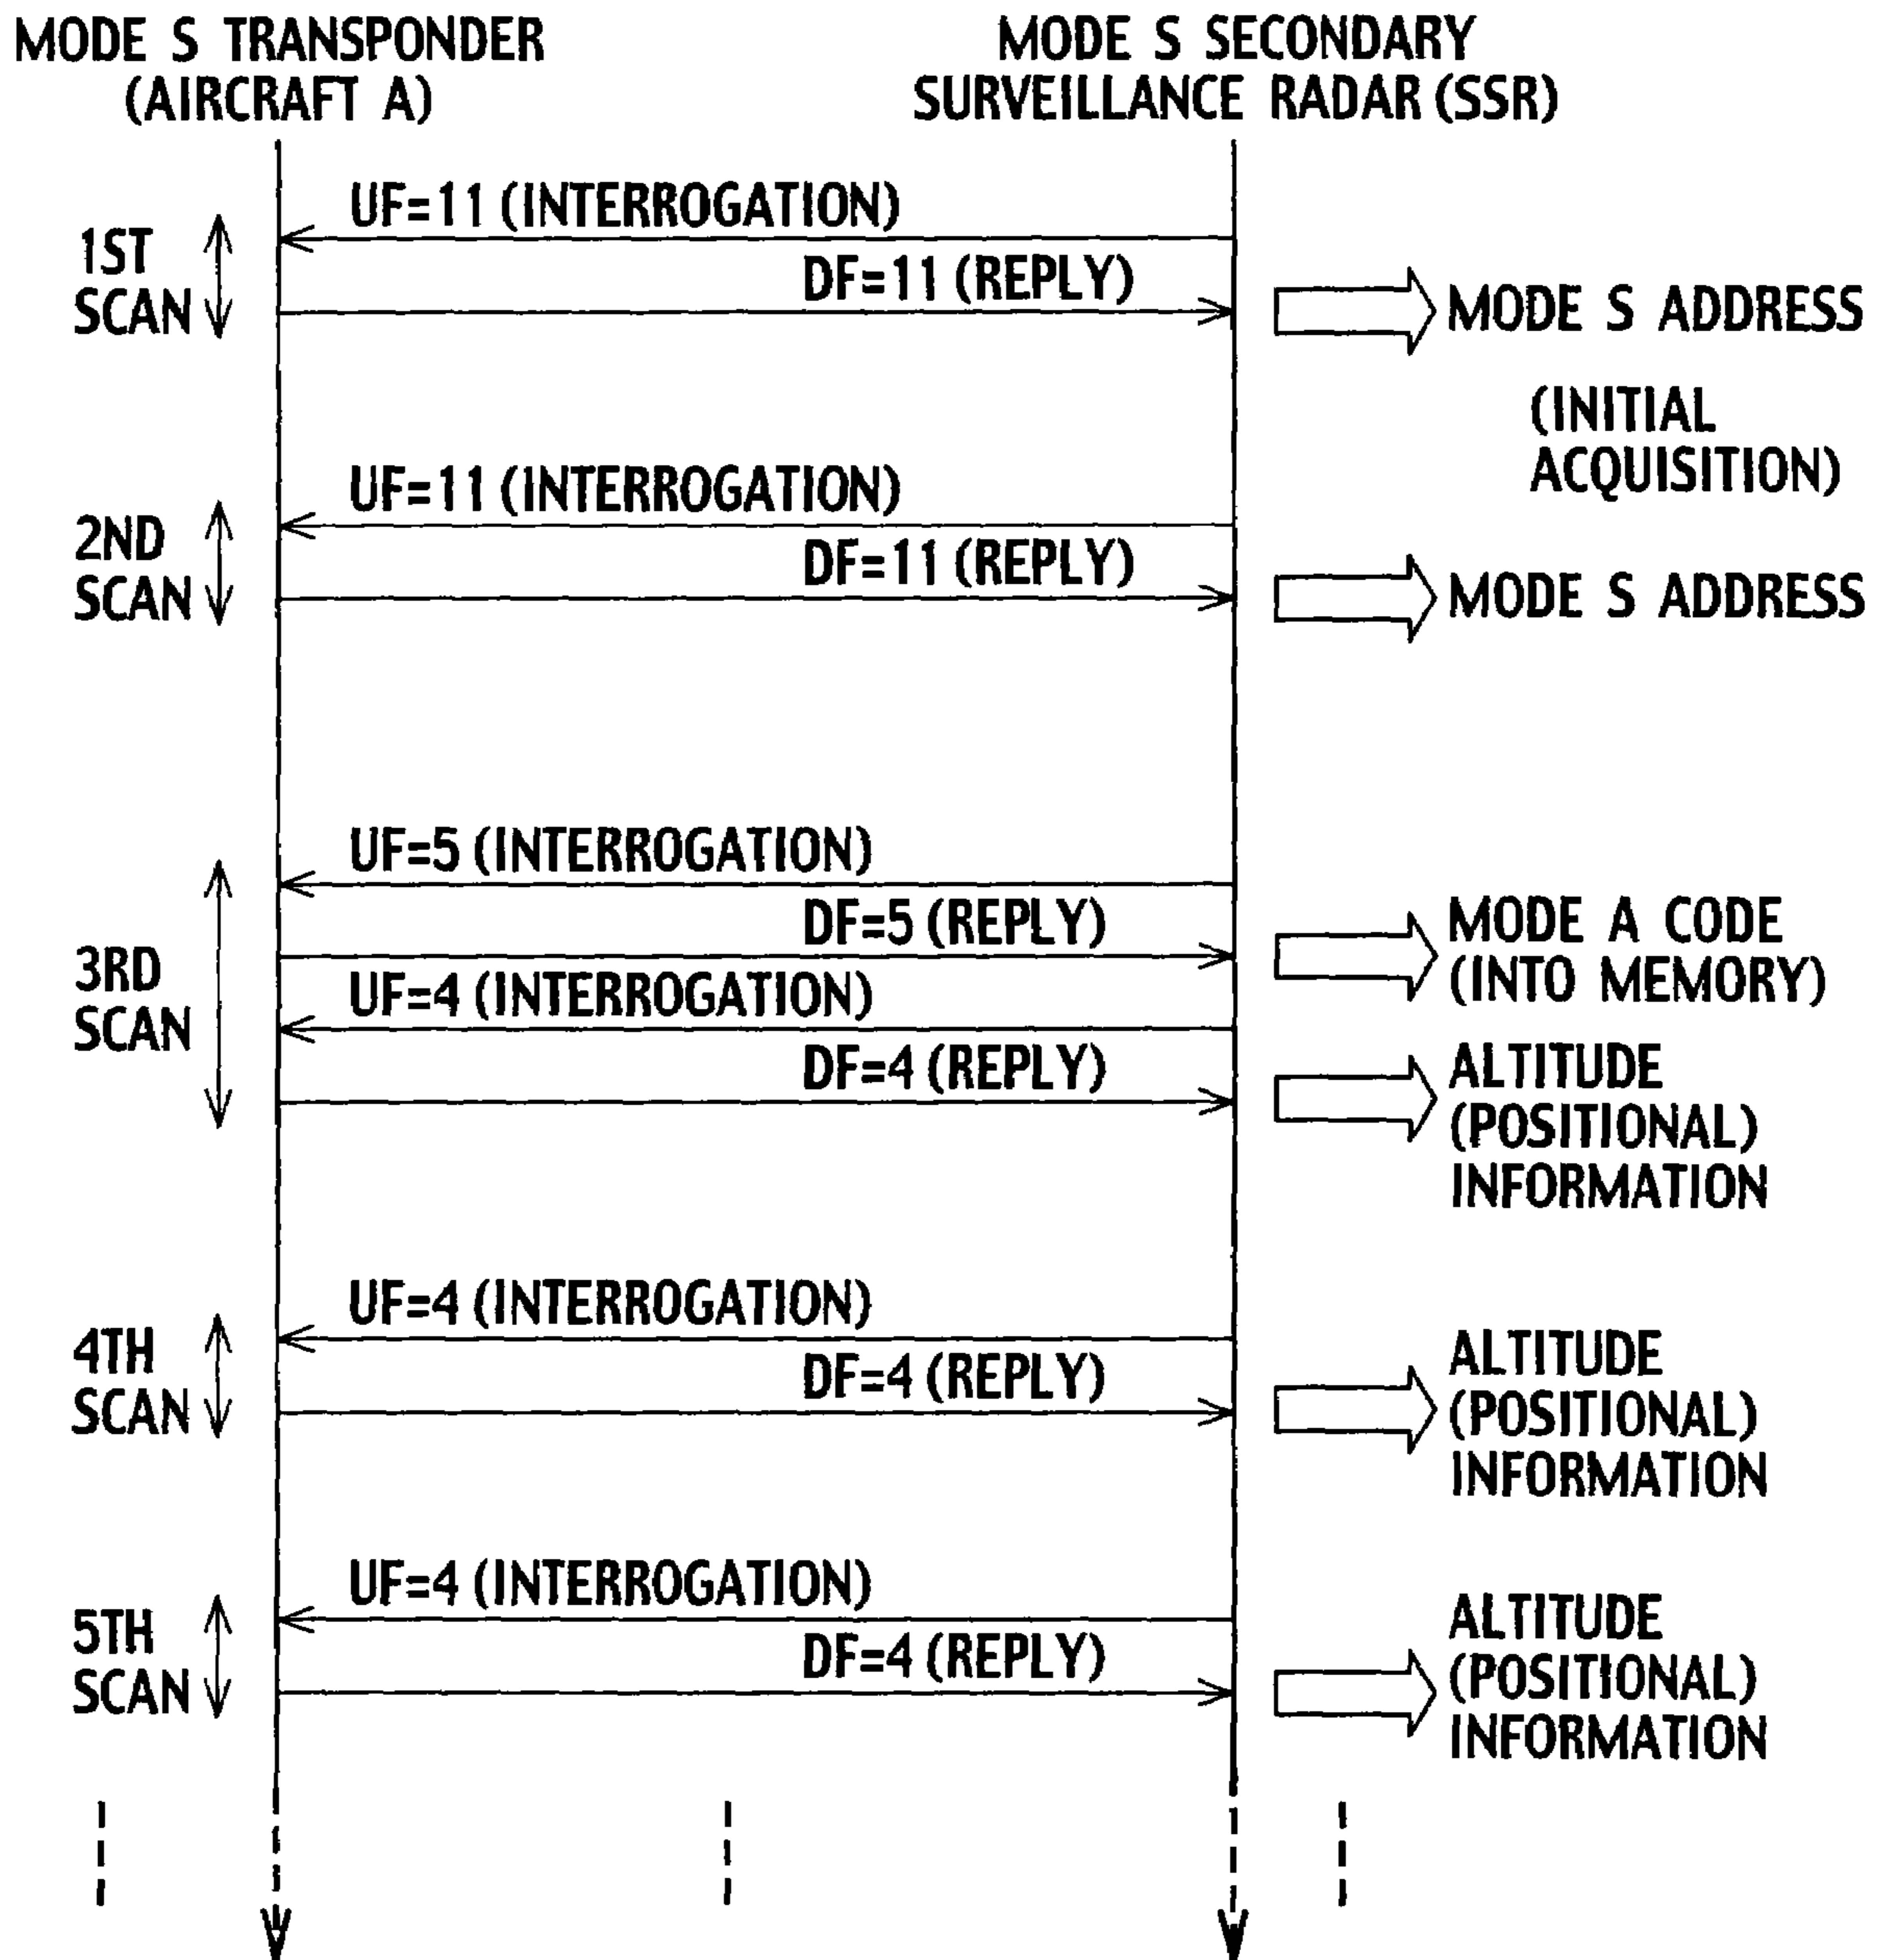 MODE S TRANSPONDER
(AIRCRAFT A)
MODE S SECONDARY
SURVEILLANCE RADAR (SSR)
1ST
SCAN
UF=11 (INTERROGATION)
DF=11 (REPLY)
MODE S ADDRESS
(INITIAL
ACQUISITION)
2ND
SCAN
UF=11 (INTERROGATION)
DF=11 (REPLY)
MODE S ADDRESS
3RD
SCAN
UF=5 (INTERROGATION)
DF=5 (REPLY)
MODE A CODE
(INTO MEMORY)
UF=4 (INTERROGATION)
DF=4 (REPLY)
ALTITUDE
(POSITIONAL)
INFORMATION
4TH
SCAN
UF=4 (INTERROGATION)
DF=4 (REPLY)
ALTITUDE
(POSITIONAL)
INFORMATION
5TH
SCAN
UF=4 (INTERROGATION)
DF=4 (REPLY)
ALTITUDE
(POSITIONAL)
INFORMATION